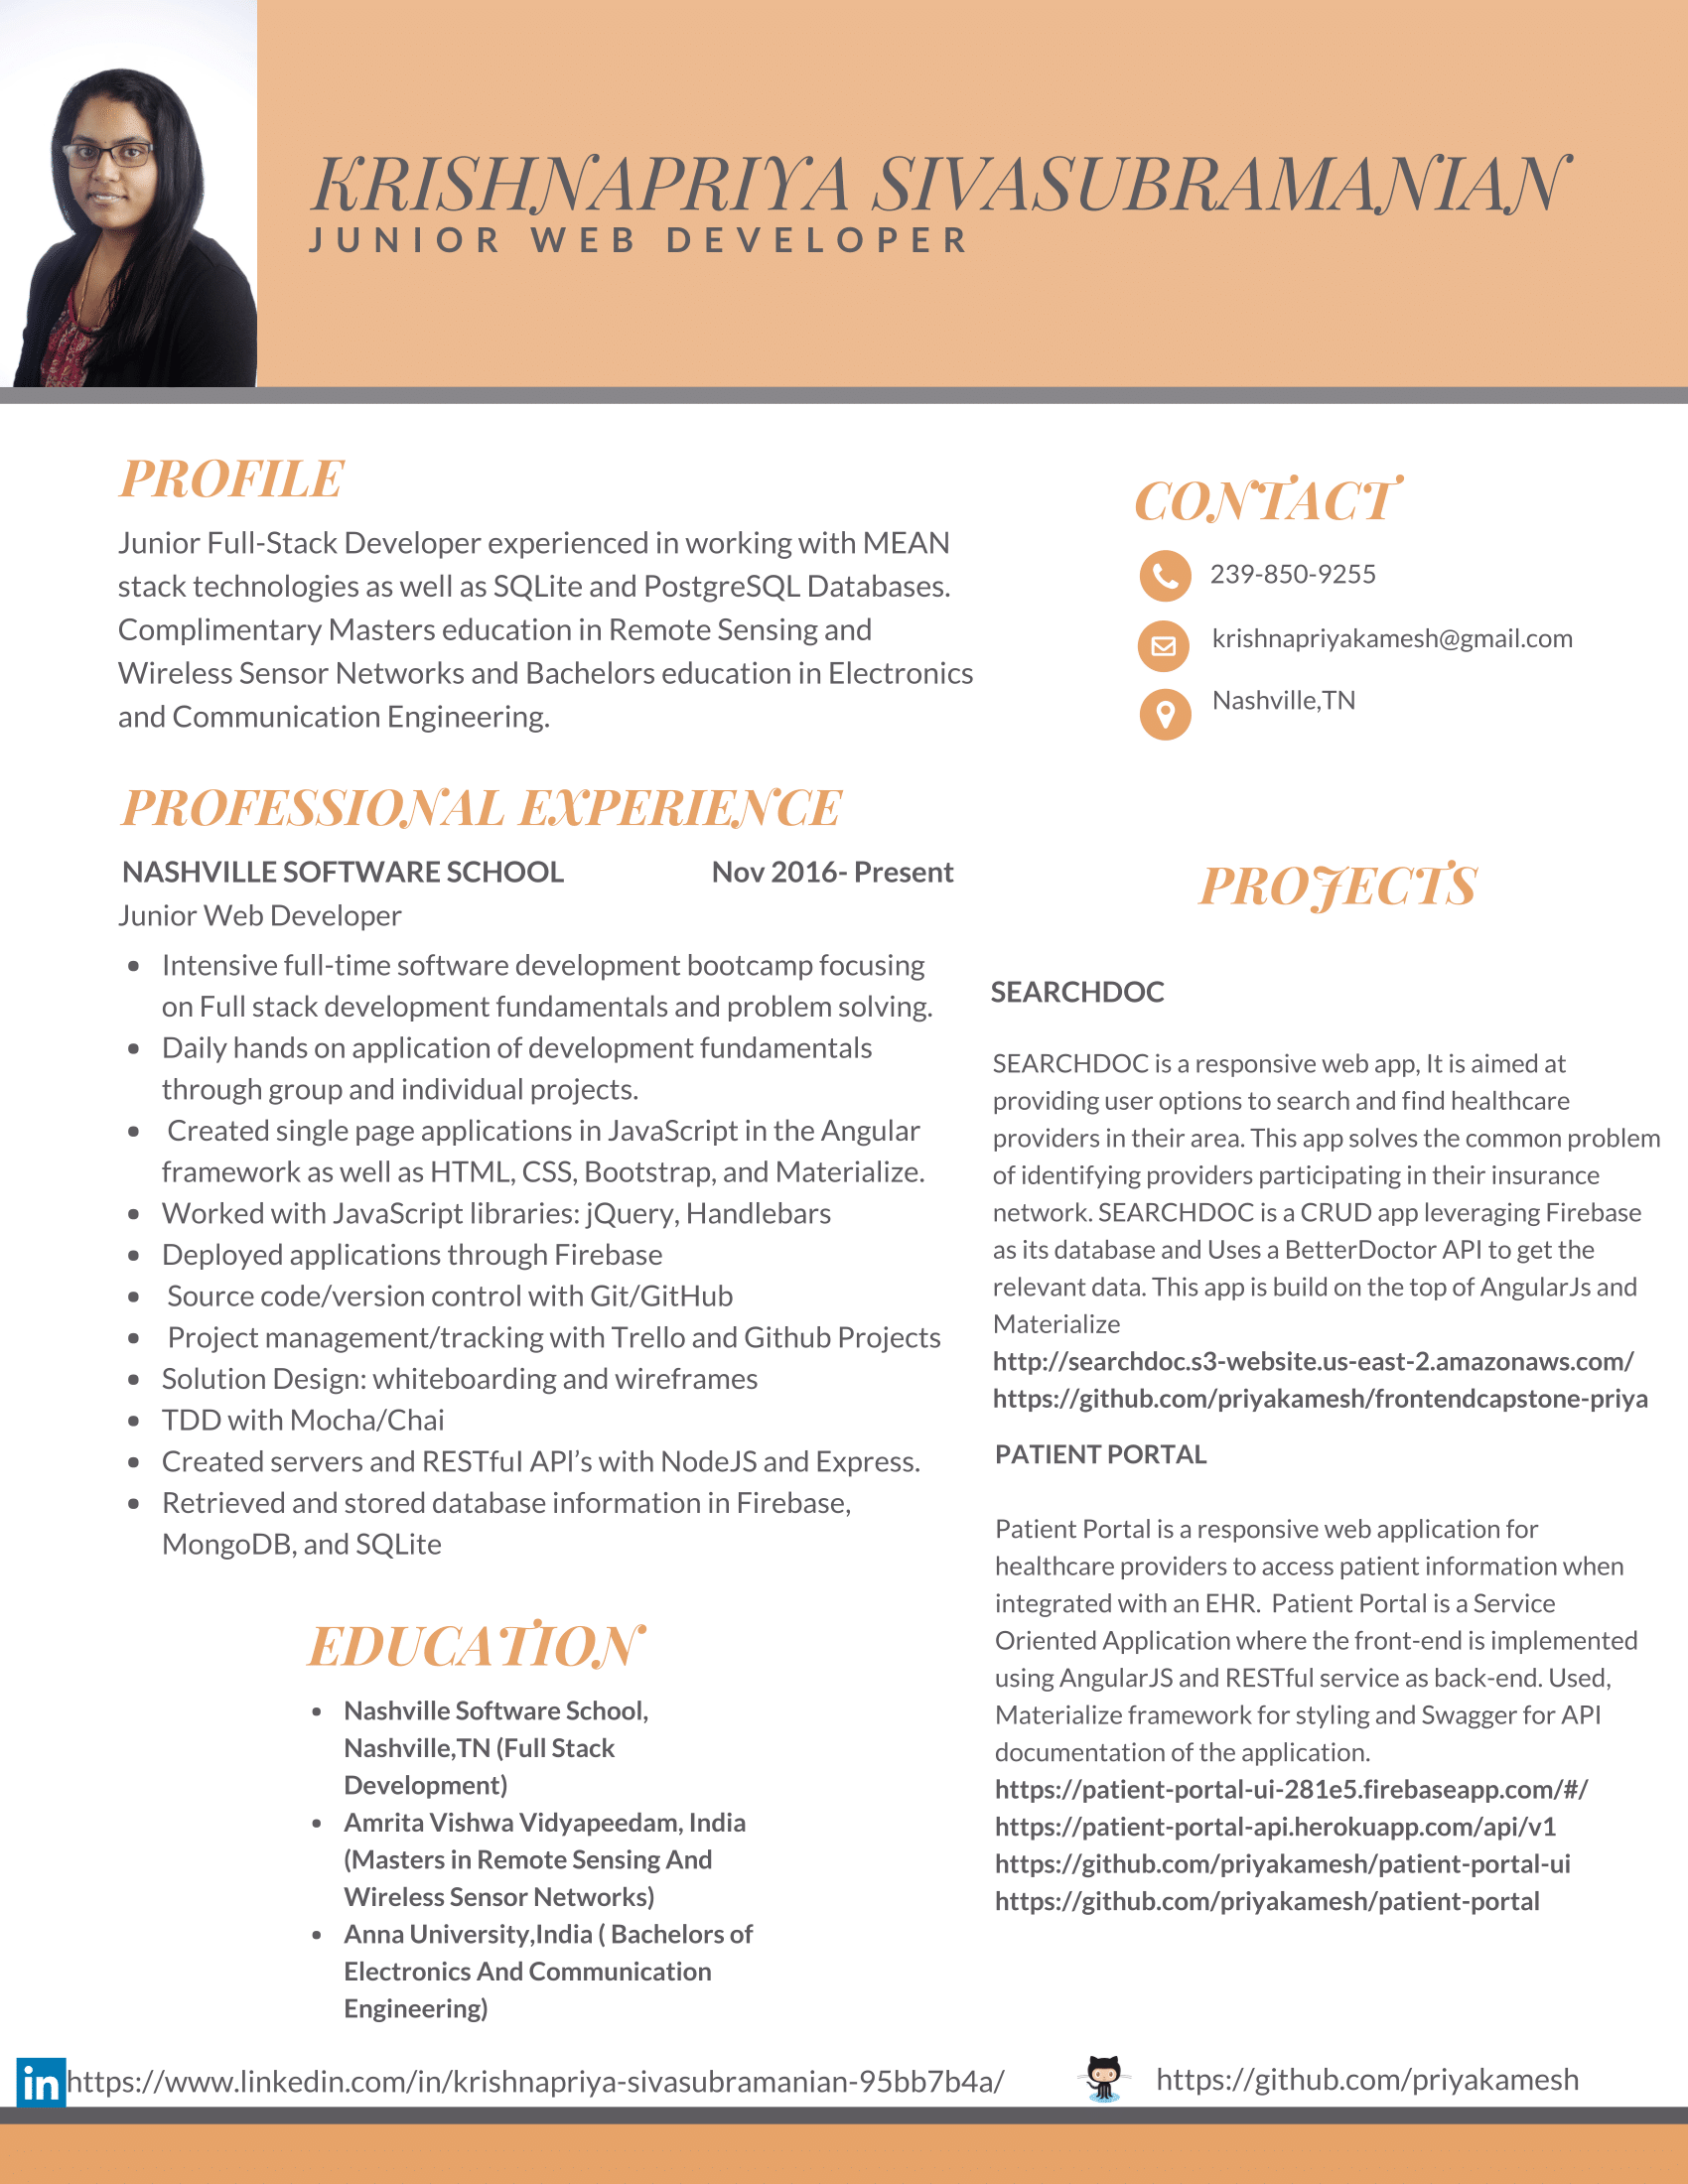 KRISHNAPRIYA SIVASUBRAMANIAN
JUNIOR WEB DEVELOPER
PROFILE
Junior Full-Stack Developer experienced in working with MEAN
stack technologies as well as SQLite and PostgreSQL Databases.
Complimentary Masters education in Remote Sensing and
Wireless Sensor Networks and Bachelors education in Electronics
and Communication Engineering.
PROFESSIONAL EXPERIENCE
NASHVILLE SOFTWARE SCHOOL Nov 2016- Present
Junior Web Developer
• Intensive full-time software development bootcamp focusing
on Full stack development fundamentals and problem solving.
• Daily hands on application of development fundamentals
through group and individual projects.
• Created single page applications in JavaScript in the Angular
framework as well as HTML, CSS, Bootstrap, and Materialize.
• Worked with JavaScript libraries: jQuery, Handlebars
• Deployed applications through Firebase
• Source code/version control with Git/GitHub
• Project management/tracking with Trello and Github Projects
• Solution Design: whiteboarding and wireframes
• TDD with Mocha/Chai
• Created servers and RESTful API’s with NodeJS and Express.
• Retrieved and stored database information in Firebase,
MongoDB, and SQLite
EDUCATION
• Nashville Software School,
Nashville,TN (Full Stack
Development)
• Amrita Vishwa Vidyapeedam, India
(Masters in Remote Sensing And
Wireless Sensor Networks)
• Anna University,India ( Bachelors of
Electronics And Communication
Engineering)
CONTACT
239-850-9255
krishnapriyakamesh@gmail.com
Nashville,TN
PROJECTS
SEARCHDOC
SEARCHDOC is a responsive web app, It is aimed at
providing user options to search and find healthcare
providers in their area. This app solves the common problem
of identifying providers participating in their insurance
network. SEARCHDOC is a CRUD app leveraging Firebase
as its database and Uses a BetterDoctor API to get the
relevant data. This app is build on the top of AngularJs and
Materialize
http://searchdoc.s3-website.us-east-2.amazonaws.com/
https://github.com/priyakamesh/frontendcapstone-priya
PATIENT PORTAL
Patient Portal is a responsive web application for
healthcare providers to access patient information when
integrated with an EHR. Patient Portal is a Service
Oriented Application where the front-end is implemented
using AngularJS and RESTful service as back-end. Used,
Materialize framework for styling and Swagger for API
documentation of the application.
https://patient-portal-ui-281e5.firebaseapp.com/#/
https://patient-portal-api.herokuapp.com/api/v1
https://github.com/priyakamesh/patient-portal-ui
https://github.com/priyakamesh/patient-portal
in https://www.linkedin.com/in/krishnapriya-sivasubramanian-95bb7b4a/
https://github.com/priyakamesh